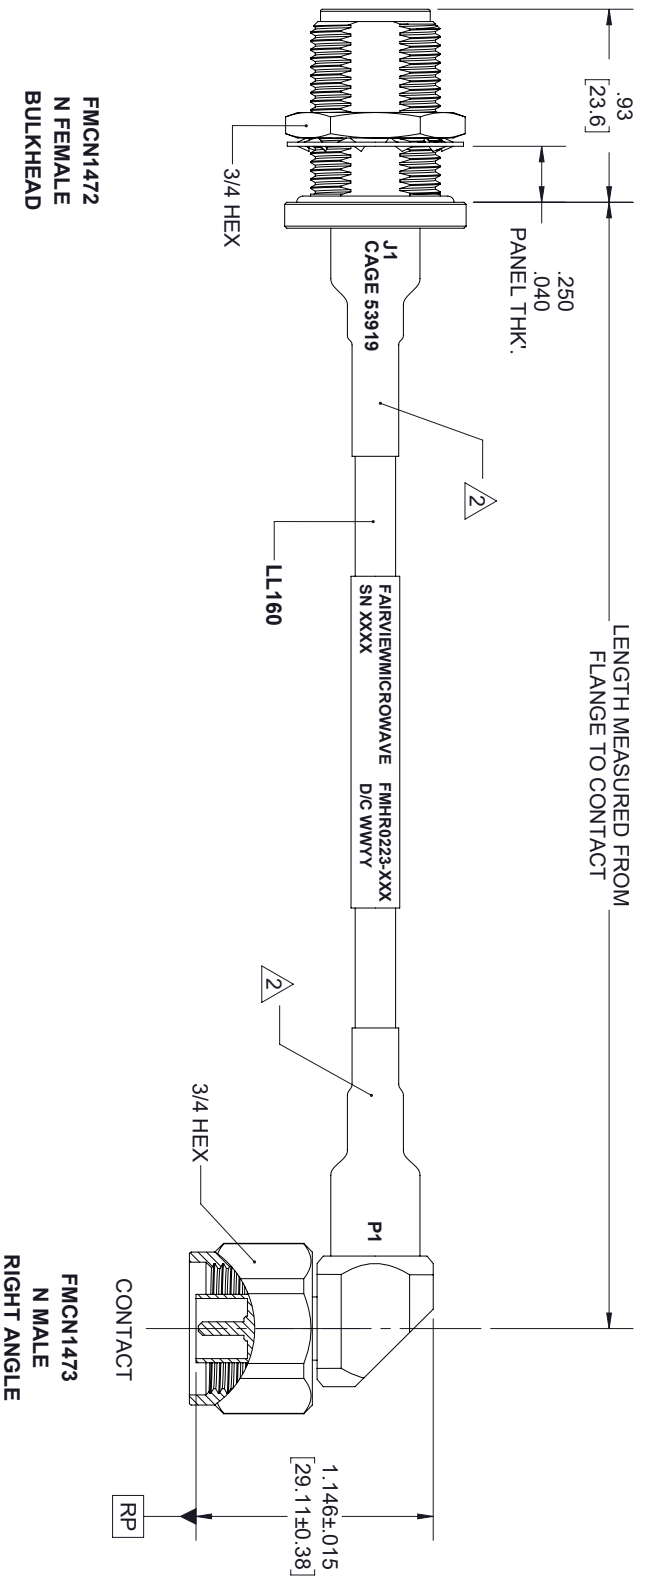 .93
[23.6]
LENGTH MEASURED FROM
FLANGE TO CONTACT
.250
.040
PANEL THK'.
2
J1
CAGE 53919
FAIRVIEWMICROWAVE FMHR0223-XXX
SN XXXX D/C WWYY
P1
3/4 HEX
LL160
2
3/4 HEX
1.146±.015
[29.11±0.38]
RP
CONTACT
FMCN1472
N FEMALE
BULKHEAD
FMCN1473
N MALE
RIGHT ANGLE